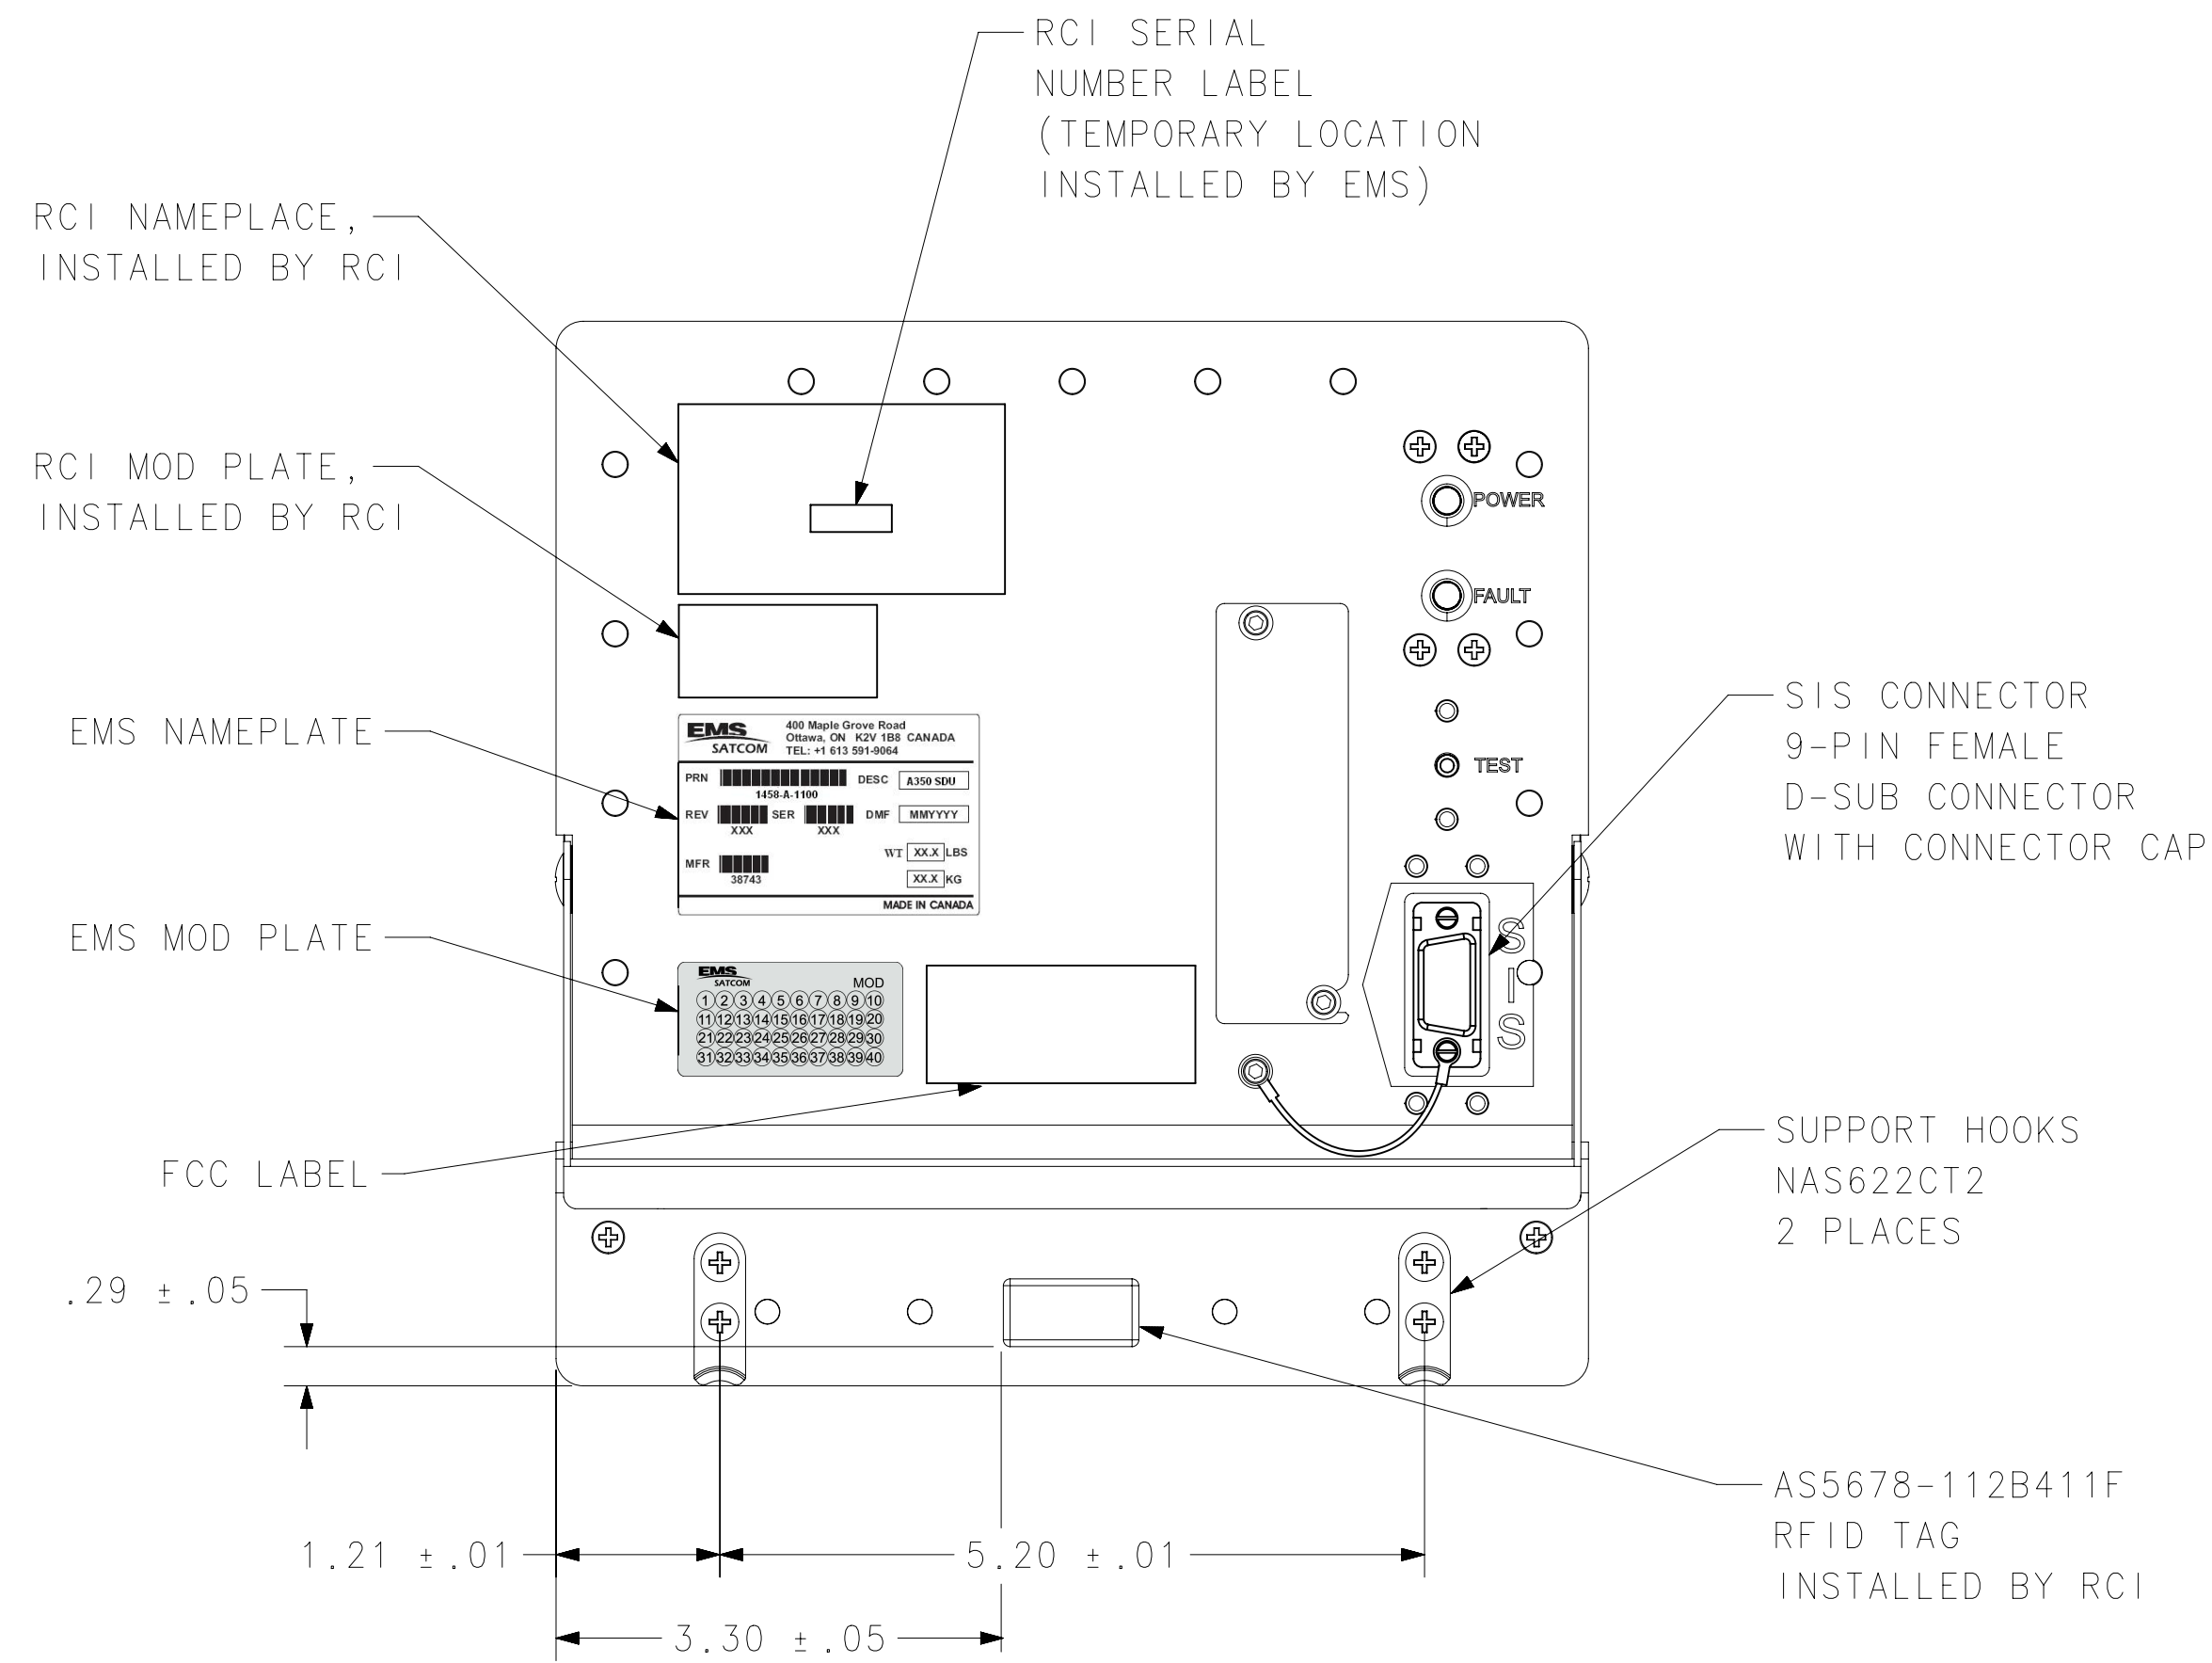 RCI SERIAL
NUMBER LABEL
(TEMPORARY LOCATION
INSTALLED BY EMS)
RCI NAMEPLACE,
INSTALLED BY RCI
RCI MOD PLATE,
INSTALLED BY RCI
POWER
FAULT
TEST
SIS CONNECTOR
9-PIN FEMALE
D-SUB CONNECTOR
WITH CONNECTOR CAP
EMS NAMEPLATE
EMS
SATCOM
400 Maple Grove Road
Ottawa, ON K2V 1B8 CANADA
TEL: +1 613 591-9064
PRN DESC A350 SDU
1458-A-1100
REV SER DMF MMYYYY
XXX XXX
WT XX.X LBS
MFR
38743
XX.X KG
MADE IN CANADA
EMS MOD PLATE
EMS
SATCOM
MOD
1 2 3 4 5 6 7 8 9 10
11 12 13 14 15 16 17 18 19 20
21 22 23 24 25 26 27 28 29 30
31 32 33 34 35 36 37 38 39 40
S
I
S
FCC LABEL
SUPPORT HOOKS
NAS622CT2
2 PLACES
.29 ±.05
1.21 ±.01
5.20 ±.01
3.30 ±.05
AS5678-112B411F
RFID TAG
INSTALLED BY RCI